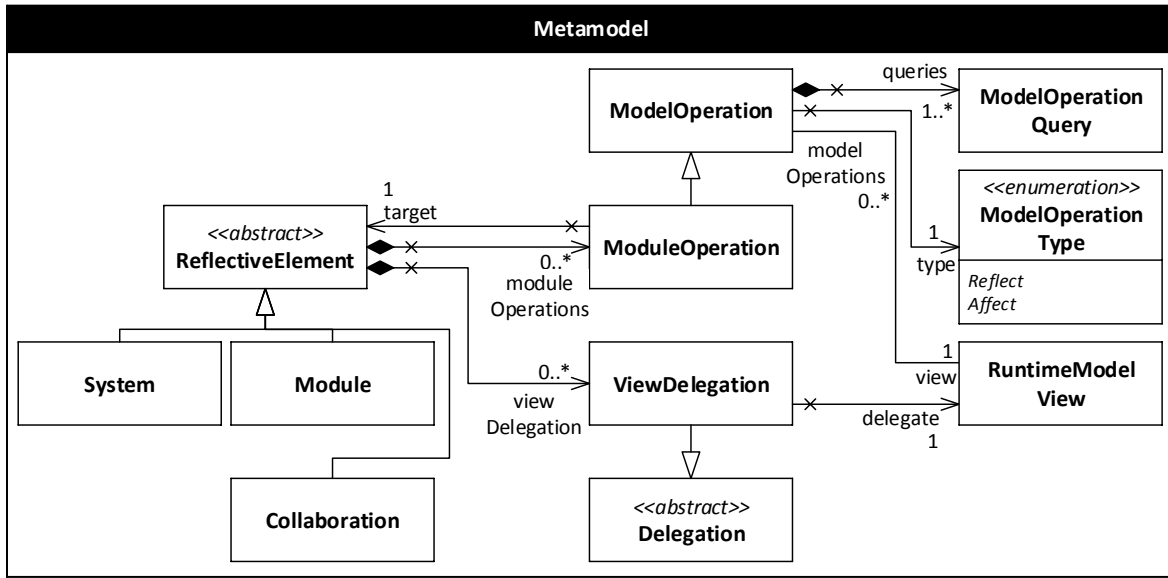 Metamodel
queries
ModelOperation
ModelOperation
Query
1..*
model
Operations
0..*
<<enumeration>>
ModelOperation
Type
1
type
Reflect
Affect
1
target
<<abstract>>
ReflectiveElement
ModuleOperation
0..*
module
Operations
System
Module
0..*
view
Delegation
ViewDelegation
1
view
RuntimeModel
View
delegate
1
Collaboration
<<abstract>>
Delegation